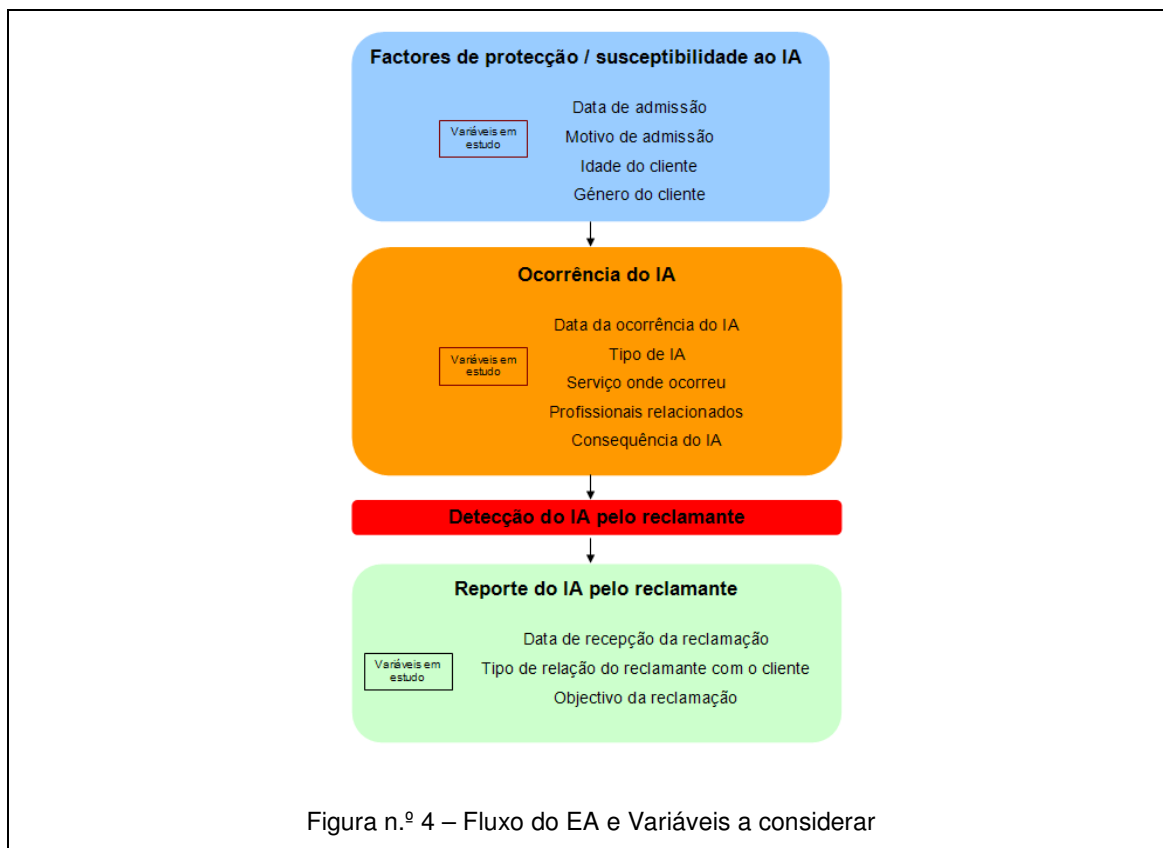 Factores de protecção / susceptibilidade ao IA
Data de admissão
Variáveis em
estudo
Motivo de admissão
Idade do cliente
Género do cliente
Ocorrência do IA
Data da ocorrência do IA
Tipo de IA
Variáveis em
estudo
Serviço onde ocorreu
Profissionais relacionados
Consequência do IA
Detecção do IA pelo reclamante
Reporte do IA pelo reclamante
Data de recepção da reclamação
Variáveis em
estudo
Tipo de relação do reclamante com o cliente
Objectivo da reclamação
Figura n.º 4 – Fluxo do EA e Variáveis a considerar